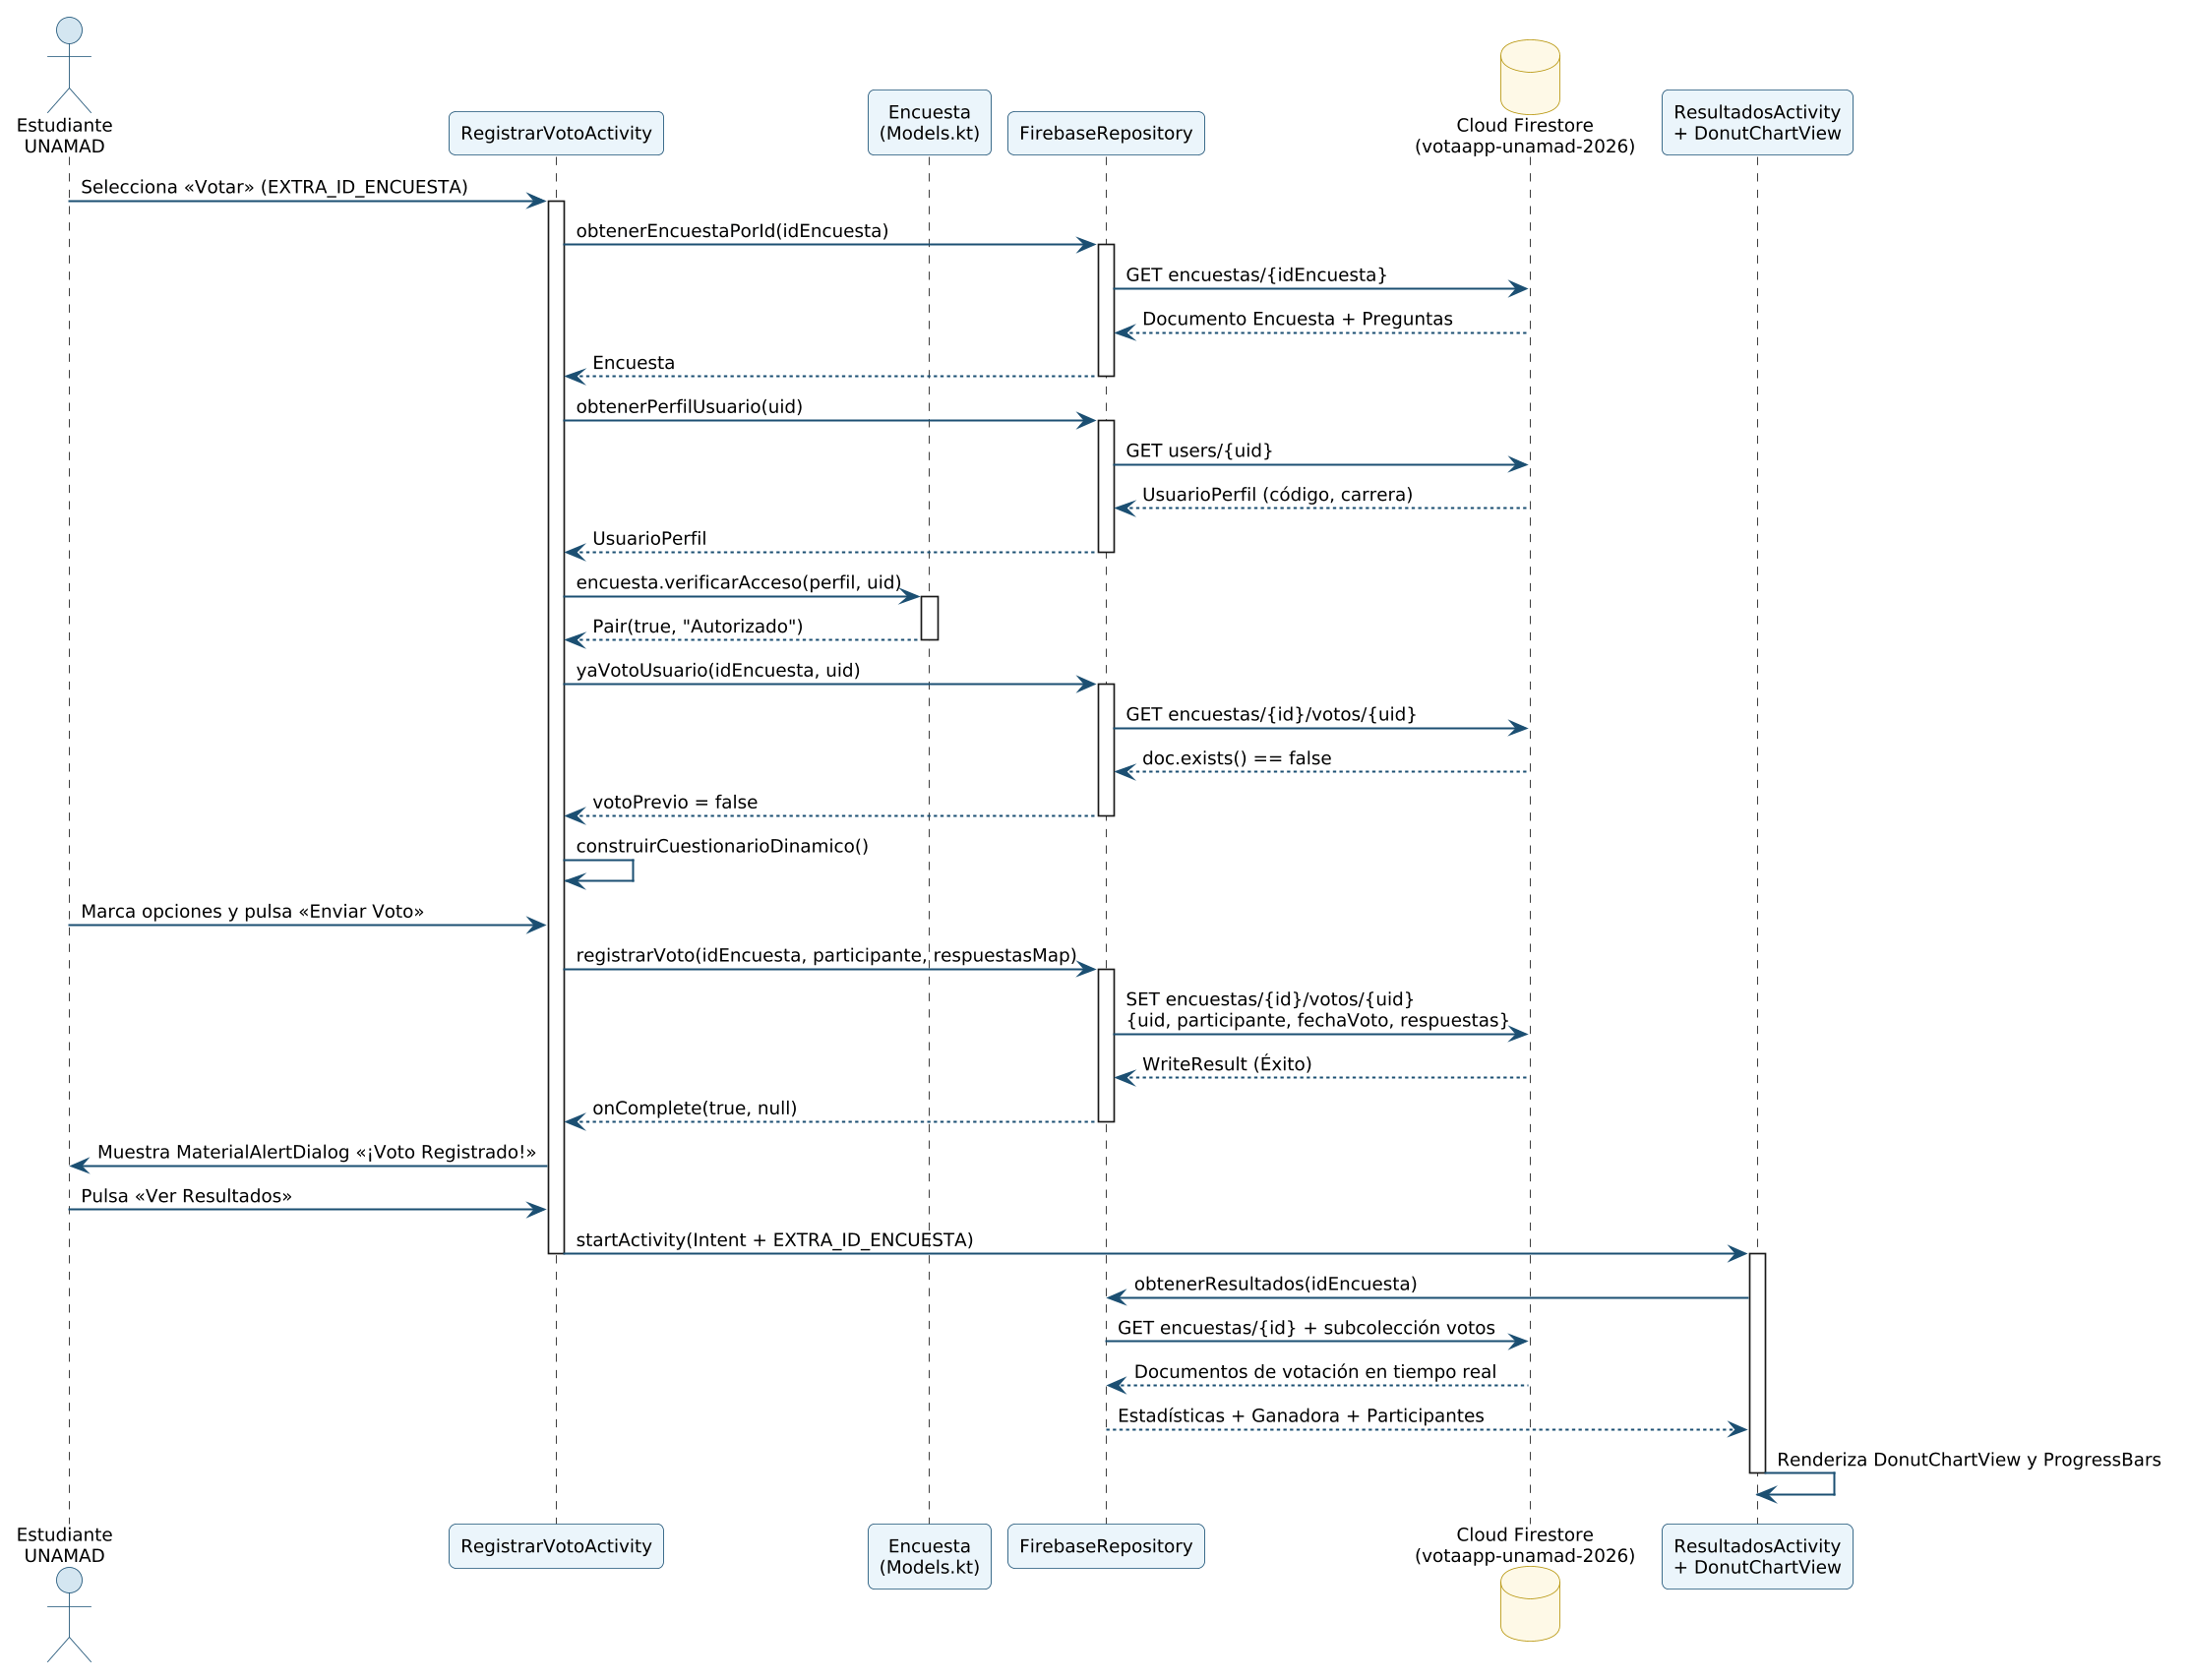 Estudiante
UNAMAD
RegistrarVotoActivity
Encuesta
(Models.kt)
FirebaseRepository
Cloud Firestore
(votaapp-unamad-2026)
ResultadosActivity
+ DonutChartView
Selecciona «Votar» (EXTRA_ID_ENCUESTA)
obtenerEncuestaPorId(idEncuesta)
GET encuestas/{idEncuesta}
Documento Encuesta + Preguntas
Encuesta
obtenerPerfilUsuario(uid)
GET users/{uid}
UsuarioPerfil (código, carrera)
UsuarioPerfil
encuesta.verificarAcceso(perfil, uid)
Pair(true, "Autorizado")
yaVotoUsuario(idEncuesta, uid)
GET encuestas/{id}/votos/{uid}
doc.exists() == false
votoPrevio = false
construirCuestionarioDinamico()
Marca opciones y pulsa «Enviar Voto»
registrarVoto(idEncuesta, participante, respuestasMap)
SET encuestas/{id}/votos/{uid}
{uid, participante, fechaVoto, respuestas}
WriteResult (Éxito)
onComplete(true, null)
Muestra MaterialAlertDialog «¡Voto Registrado!»
Pulsa «Ver Resultados»
startActivity(Intent + EXTRA_ID_ENCUESTA)
obtenerResultados(idEncuesta)
GET encuestas/{id} + subcolección votos
Documentos de votación en tiempo real
Estadísticas + Ganadora + Participantes
Renderiza DonutChartView y ProgressBars
Estudiante
UNAMAD
RegistrarVotoActivity
Encuesta
(Models.kt)
FirebaseRepository
Cloud Firestore
(votaapp-unamad-2026)
ResultadosActivity
+ DonutChartView